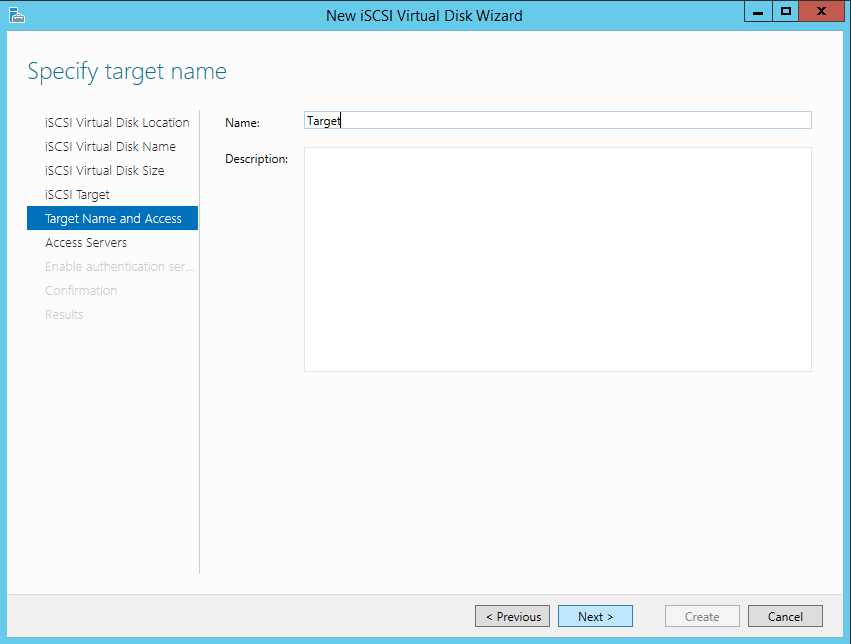 New iSCSI Virtual Disk Wizard
Specify target name
iSCSI Virtual Disk Location
iSCSI Virtual Disk Name
iSCSI Virtual Disk Size
iSCSI Target
Target Name and Access
Access Servers
Enable authentication ser...
Confirmation
Results
Name:
Target
Description:
< Previous
Next >
Create
Cancel